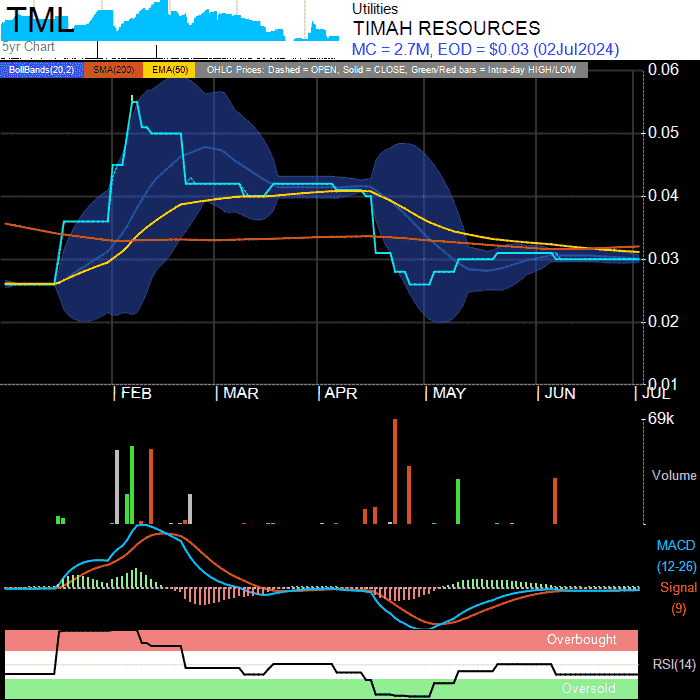 TML
5yr Chart
Utilities
TIMAH RESOURCES
MC = 2.7M, EOD = $0.03 (02Jul2024)
BollBands(20,2) SMA(200) EMA(50) OHLC Prices: Dashed = OPEN, Solid = CLOSE, Green/Red bars = Intra-day HIGH/LOW
0.06
0.05
0.04
0.03
0.02
0.01
FEB MAR APR MAY JUN JUL
69k
Volume
MACD
(12-26)
Signal
(9)
Overbought
RSI(14)
Oversold